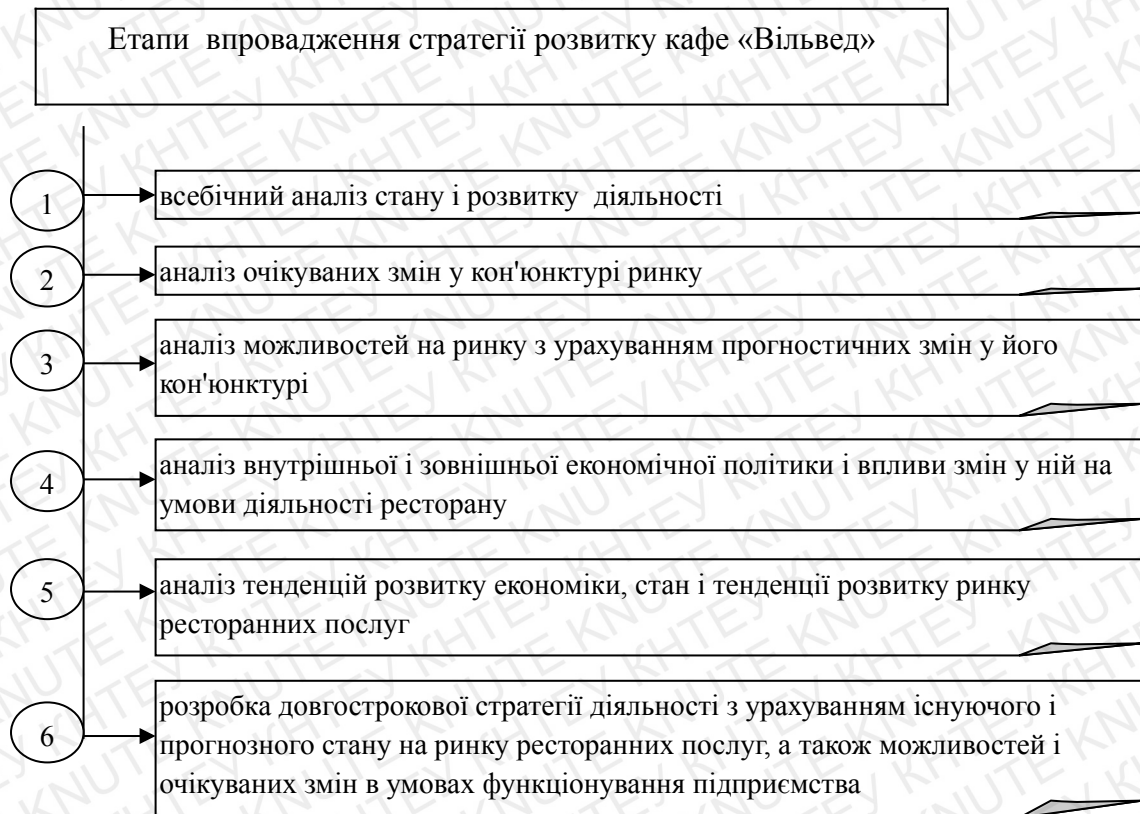 Етапи впровадження стратегії розвитку кафе «Вільвед»
1
всебічний аналіз стану і розвитку діяльності
2
аналіз очікуваних змін у кон'юнктурі ринку
3
аналіз можливостей на ринку з урахуванням прогностичних змін у його
кон'юнктурі
4
аналіз внутрішньої і зовнішньої економічної політики і впливи змін у ній на
умови діяльності ресторану
5
аналіз тенденцій розвитку економіки, стан і тенденції розвитку ринку
ресторанних послуг
6
розробка довгострокової стратегії діяльності з урахуванням існуючого і
прогнозного стану на ринку ресторанних послуг, а також можливостей і
очікуваних змін в умовах функціонування підприємства